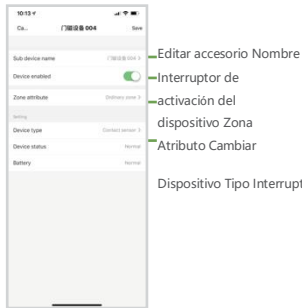 10:13
Ca...
门磁设备 004
Save
Sub device name
门磁设备 004 >
Device enabled
Zone attribute
Ordinary zone >
Setting
Device type
Contact sensor >
Device status
Normal
Battery
Normal
Editar accesorio Nombre
Interruptor de
activación del
dispositivo Zona
Atributo Cambiar
Dispositivo Tipo Interrupt